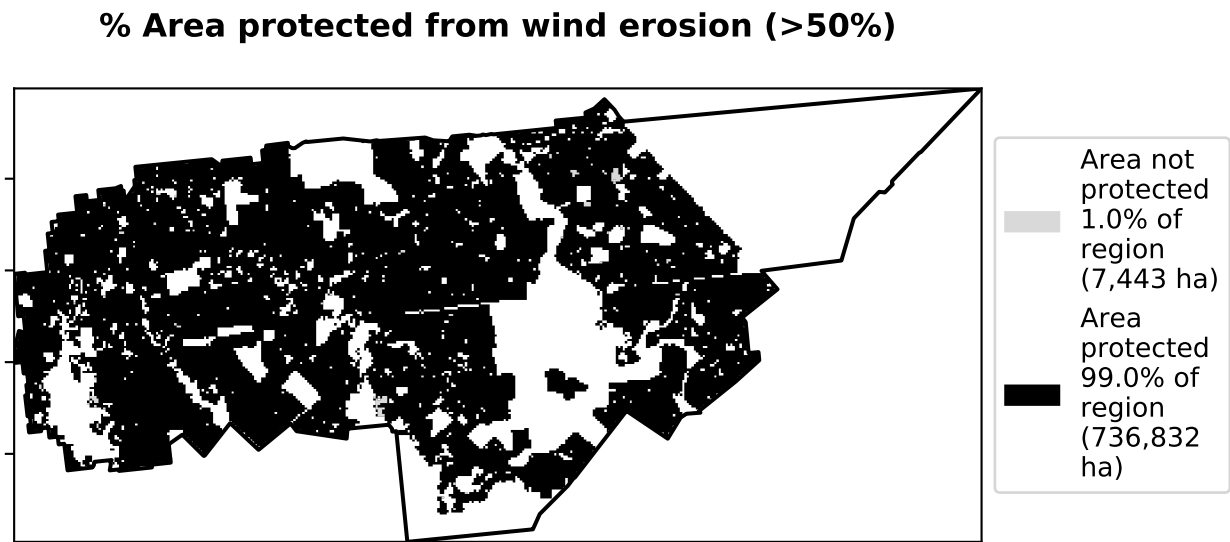 % Area protected from wind erosion (>50%)
Area not
protected
1.0% of
region
(7,443 ha)
Area
protected
99.0% of
region
(736,832
ha)